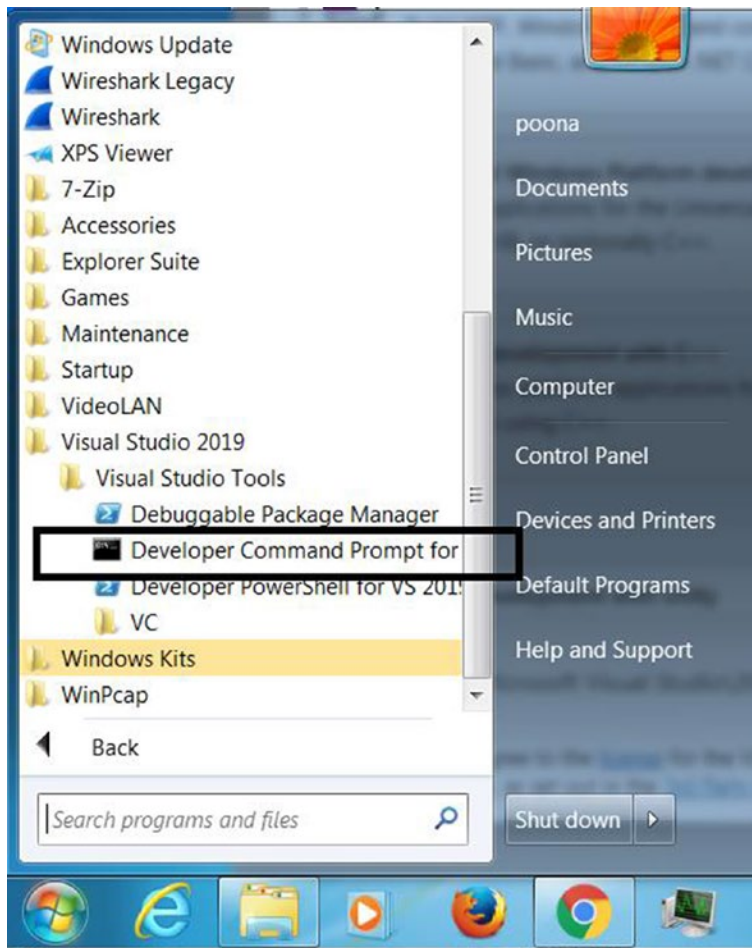 Windows Update
Wireshark Legacy
Wireshark
XPS Viewer
7-Zip
Accessories
Explorer Suite
Games
Maintenance
Startup
VideoLAN
Visual Studio 2019
Visual Studio Tools
Debuggable Package Manager
Developer Command Prompt for
Developer PowerShell for VS 201
VC
Windows Kits
WinPcap
Back
Search programs and files
poona
Documents
Pictures
Music
Computer
Control Panel
Devices and Printers
Default Programs
Help and Support
Shut down